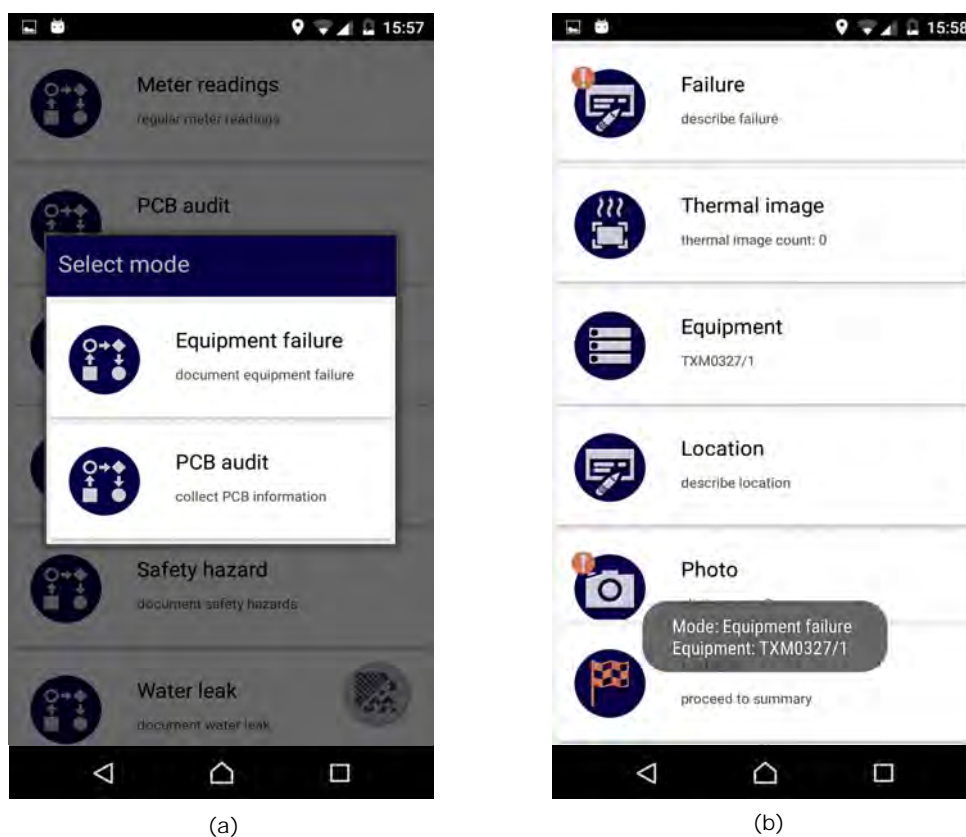 15:57
Meter readings
regular meter readings
PCB audit
Select mode
Equipment failure
document equipment failure
PCB audit
collect PCB information
Safety hazard
document safety hazards
Water leak
document water leak
(a)
15:58
Failure
describe failure
Thermal image
thermal image count: 0
Equipment
TXM0327/1
Location
describe location
Photo
Mode: Equipment failure
Equipment: TXM0327/1
proceed to summary
(b)